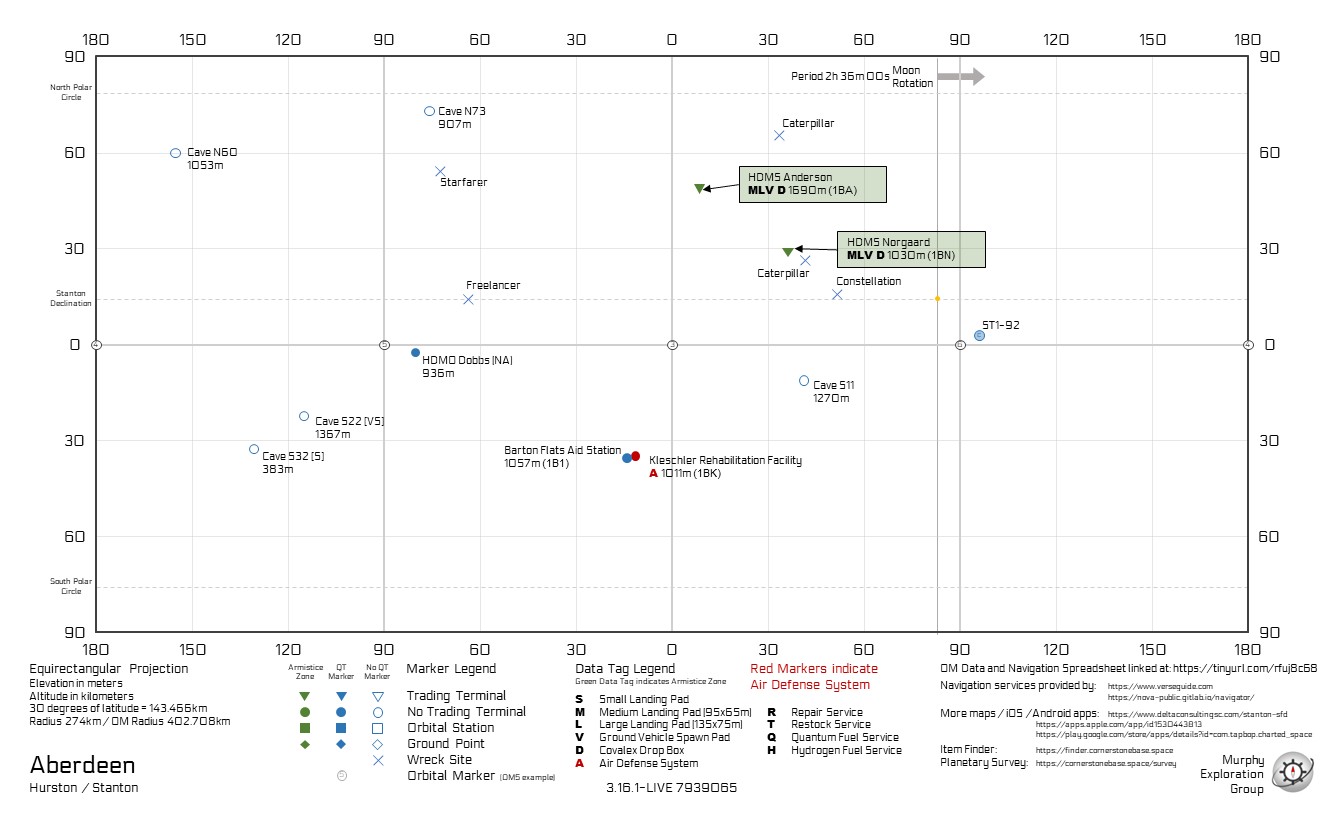 180 150 120 90 60 30 0 30 60 90 120 150 180
90 90
Period 2h 36m 00s Moon
Rotation
North Polar
Circle
Cave N73
907m
Caterpillar
60 60
Cave N60
1053m
Starfarer
HDMS Anderson
MLV D 1690m (1BA)
30 30
HDMS Norgaard
MLV D 1030m (1BN)
Caterpillar
Constellation
Freelancer
Stanton
Declination
ST1-92
0 4 5 3 6 4 0
HDMO Dobbs [NA]
936m
Cave S11
1270m
Cave S22 [VS]
1367m
30 30
Cave S32 [S]
383m
Barton Flats Aid Station
1057m (1B1)
Kleschler Rehabilitation Facility
A 1011m (1BK)
60 60
South Polar
Circle
90 90
180 150 120 90 60 30 0 30 60 90 120 150 180
Equirectangular Projection
Elevation in meters
Altitude in kilometers
30 degrees of latitude = 143.466km
Radius 274km / OM Radius 402.708km
Aberdeen
Hurston / Stanton
Armistice
Zone
QT
Marker
No QT
Marker
Marker Legend
Trading Terminal
No Trading Terminal
Orbital Station
Ground Point
Wreck Site
Orbital Marker (OM5 example)
Data Tag Legend
Green Data Tag indicates Armistice Zone
S Small Landing Pad
M Medium Landing Pad [95x65m]
L Large Landing Pad [135x75m]
V Ground Vehicle Spawn Pad
D Covalex Drop Box
A Air Defense System
Red Markers indicate
Air Defense System
R Repair Service
T Restock Service
Q Quantum Fuel Service
H Hydrogen Fuel Service
3.16.1-LIVE 7939065
OM Data and Navigation Spreadsheet linked at: https://tinyurl.com/rfuj8c68
Navigation services provided by: https://www.verseguide.com
https://nova-public.gitlab.io/navigator/
More maps / iOS / Android apps: https://www.deltaconsultingsc.com/stanton-sfd
https://apps.apple.com/app/id1530443813
https://play.google.com/store/apps/details?id=com.tapbop.charted_space
Item Finder: https://finder.cornerstonebase.space
Planetary Survey: https://cornerstonebase.space/survey
Murphy
Exploration
Group